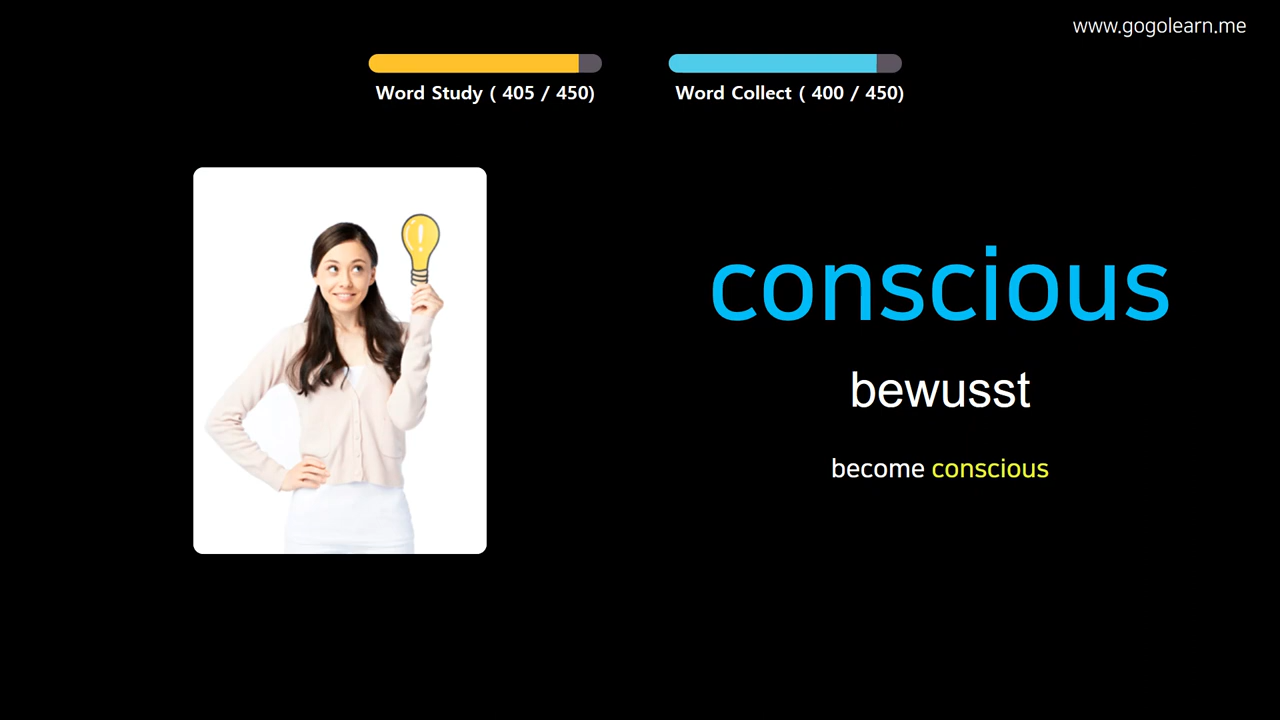 www.gogolearn.me
Word Study ( 405 / 450)
Word Collect ( 400 / 450)
conscious
bewusst
become conscious